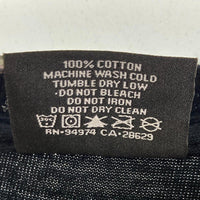 100% COTTON
MACHINE WASH COLD
TUMBLE DRY LOW
·DO NOT BLEACH
DO NOT IRON
DO NOT DRY CLEAN
RN-94974 CA-28629